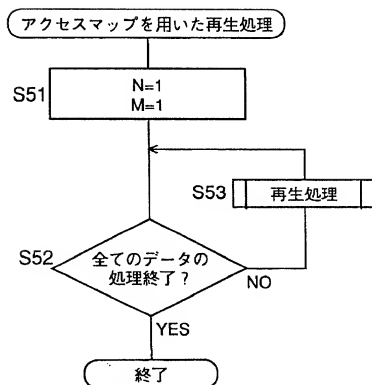 アクセスマップを用いた再生処理
S51
N=1
M=1
S53
再生処理
S52
全てのデータの
処理終了?
NO
YES
終了